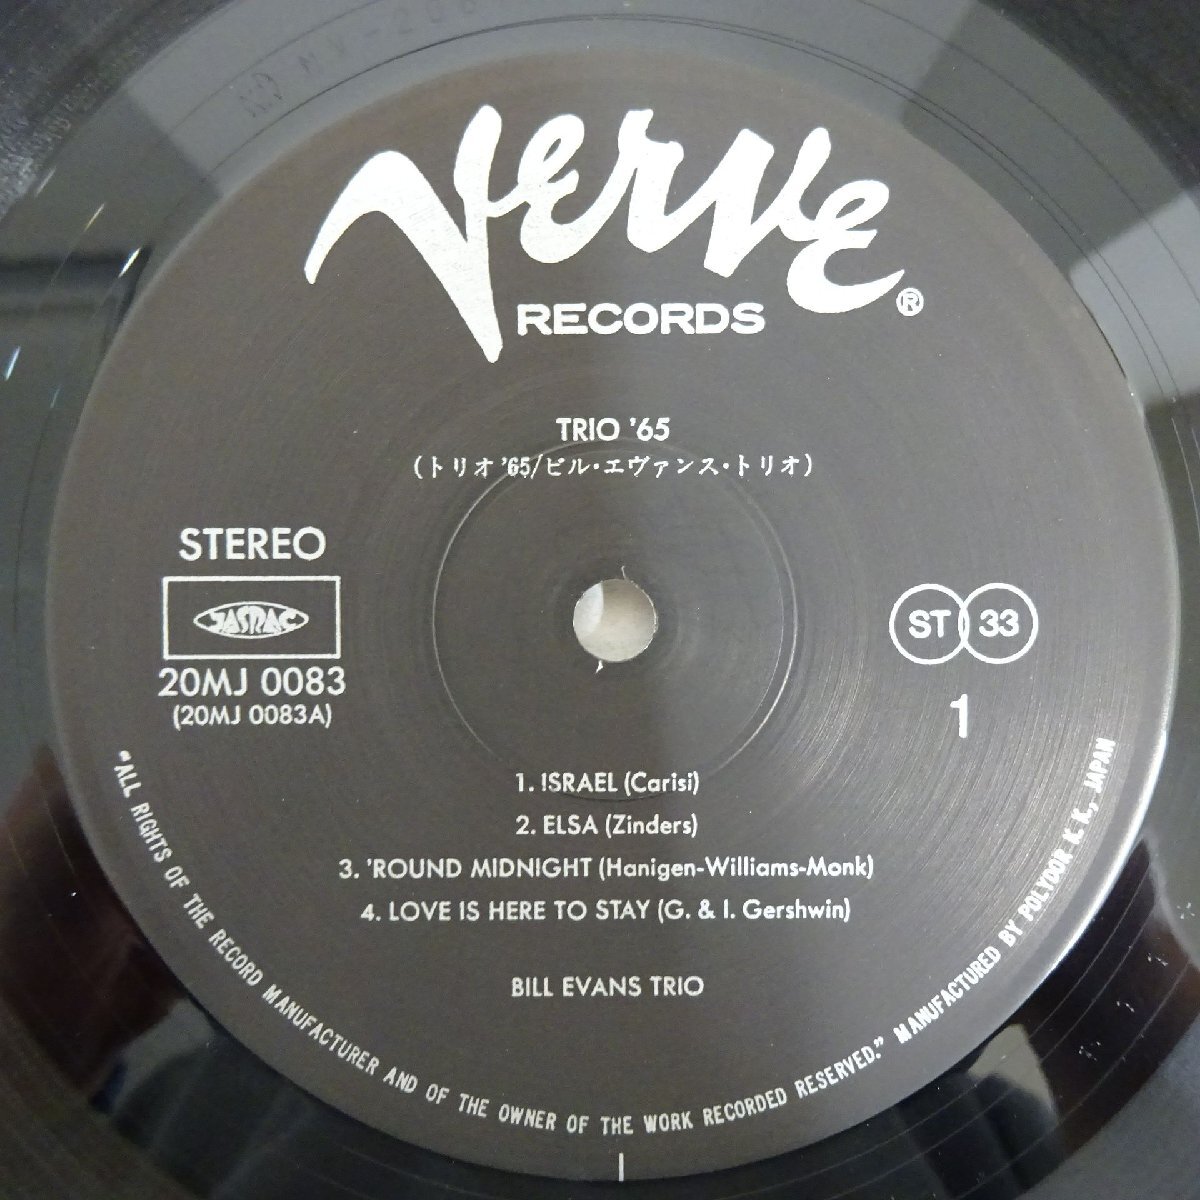 VERVE
RECORDS®
TRIO '65
(トリオ'65/ビル・エヴァンス・トリオ)
STEREO
JASRAC
20MJ 0083
(20MJ 0083A)
ST 33
1
1. ISRAEL (Carisi)
2. ELSA (Zinders)
3. 'ROUND MIDNIGHT (Hanigen-Williams-Monk)
4. LOVE IS HERE TO STAY (G. & I. Gershwin)
BILL EVANS TRIO
"ALL RIGHTS OF THE RECORD MANUFACTURER AND OF THE OWNER OF THE WORK RECORDED RESERVED." MANUFACTURED BY POLYDOR K. K., JAPAN